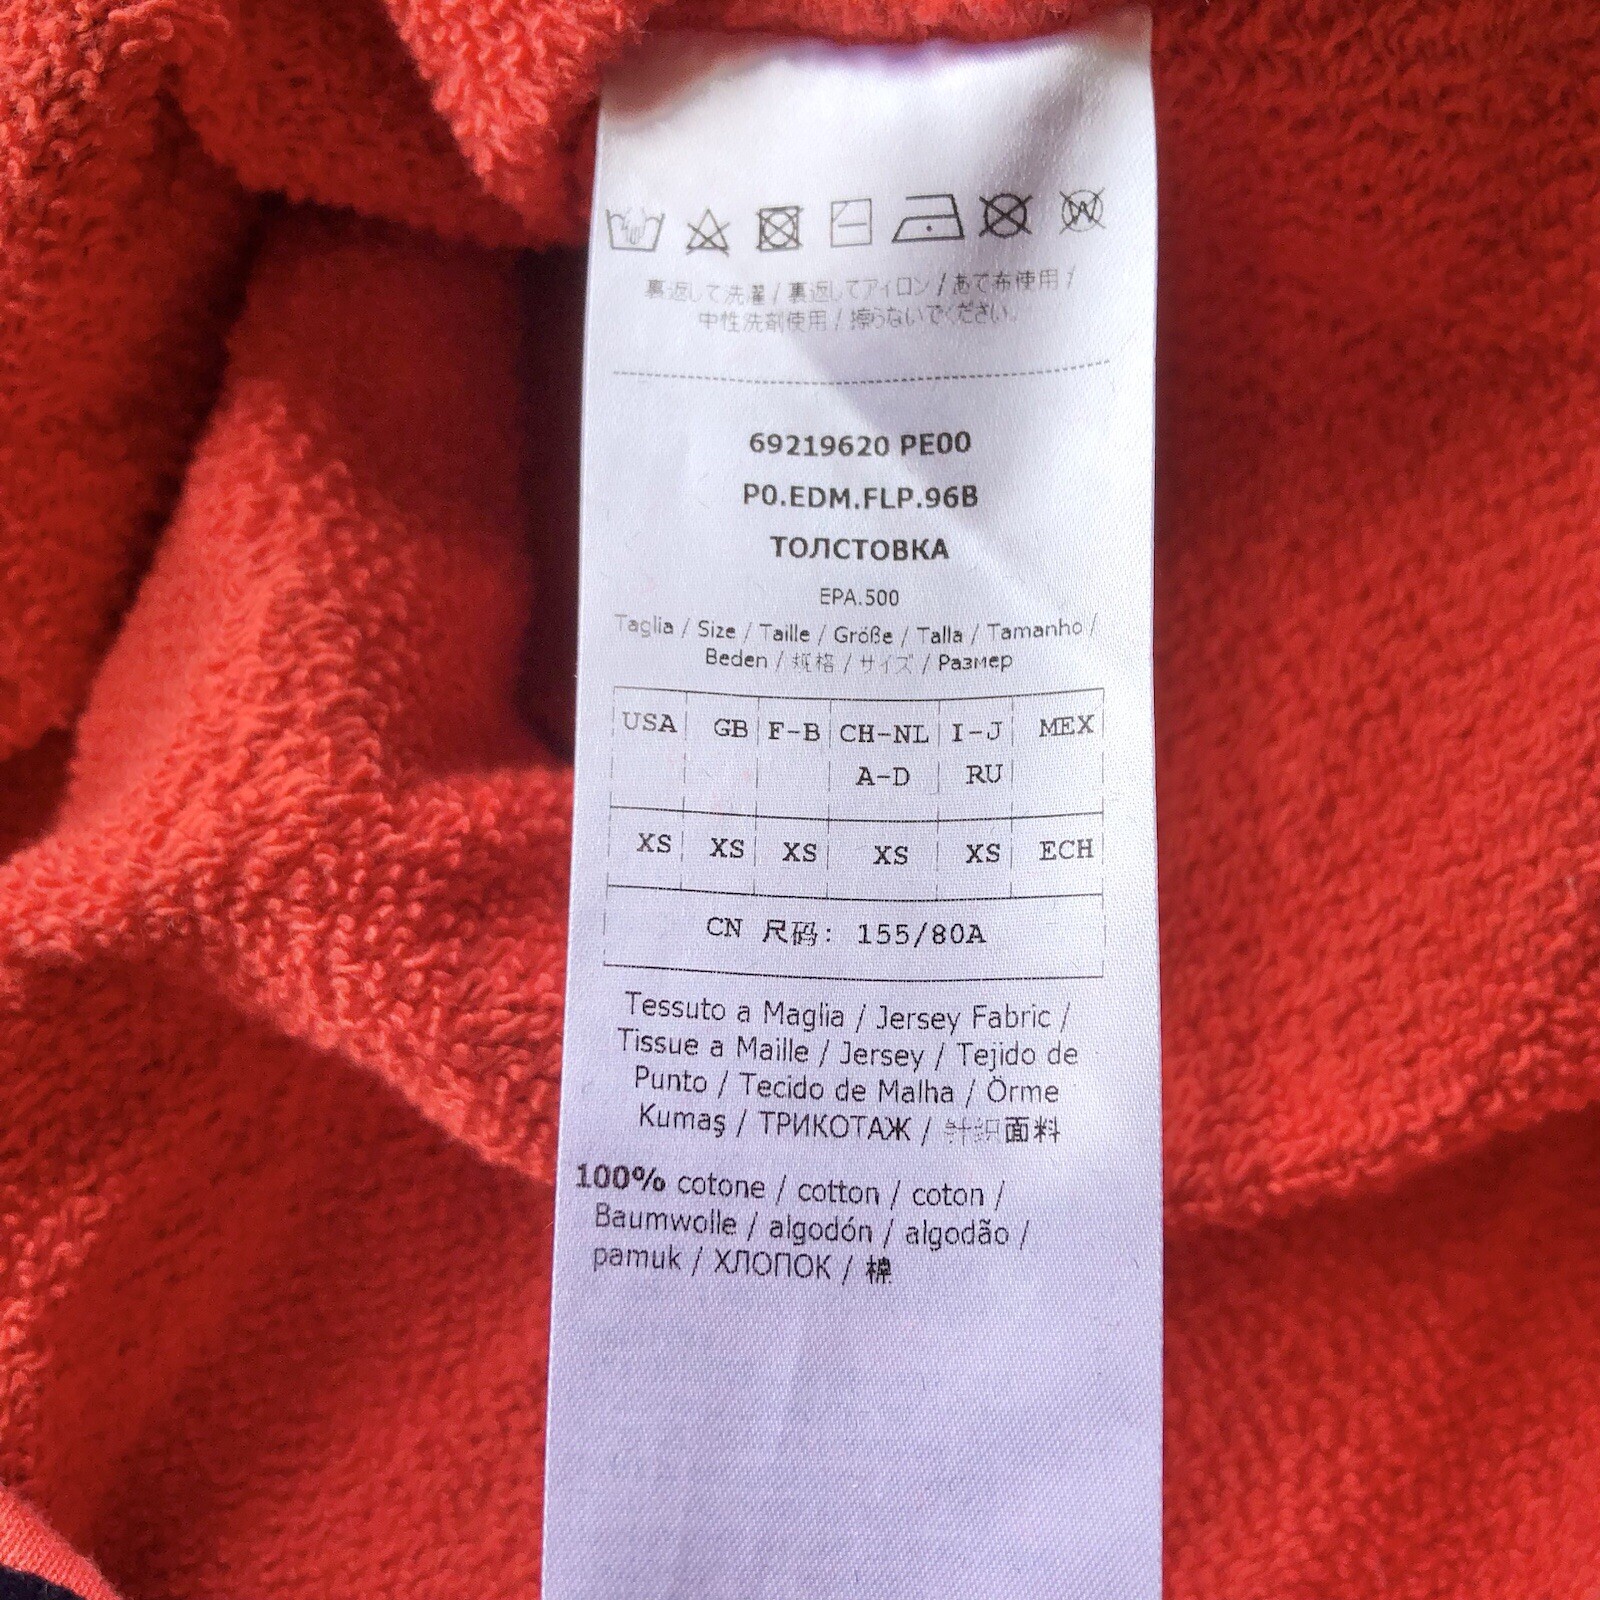 裏返して洗濯 / 裏返してアイロン / あて布使用 /
中性洗剤使用 / 擦らないでください。
69219620 PE00
P0.EDM.FLP.96B
ТОЛСТОВКА
EPA.500
Taglia / Size / Taille / Größe / Talla / Tamanho /
Beden / 规格 / サイズ / Размер
USA GB F-B CH-NL I-J MEX
A-D RU
XS XS XS XS XS ECH
CN 尺码: 155/80A
Tessuto a Maglia / Jersey Fabric /
Tissue a Maille / Jersey / Tejido de
Punto / Tecido de Malha / Örme
Kumaş / ТРИКОТАЖ / 针织面料
100% cotone / cotton / coton /
Baumwolle / algodón / algodão /
pamuk / ХЛОПОК / 棉